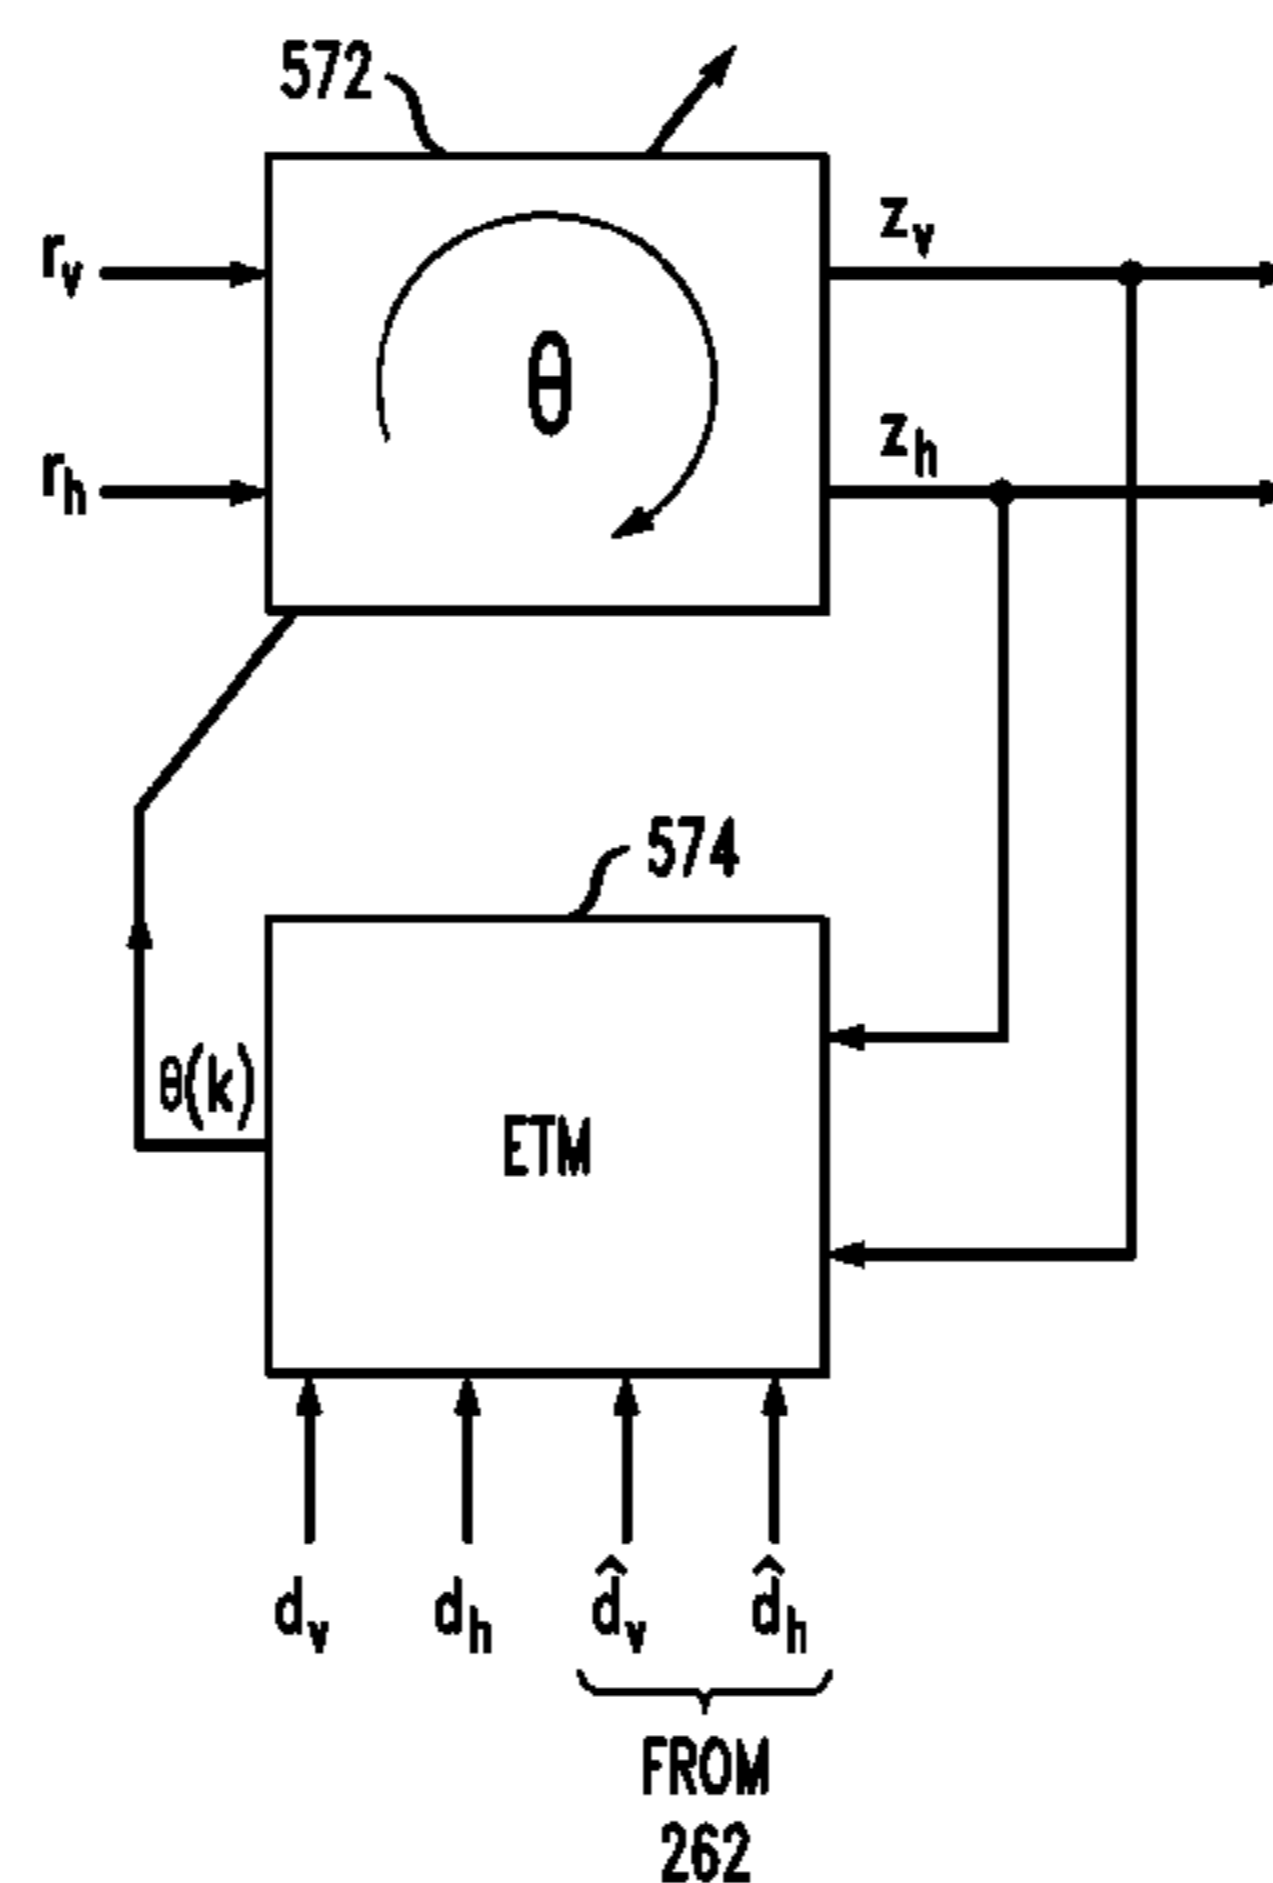 572
r_v
z_v
θ
r_h
z_h
574
θ(k)
ETM
d_v d_h d̂_v d̂_h
FROM
262